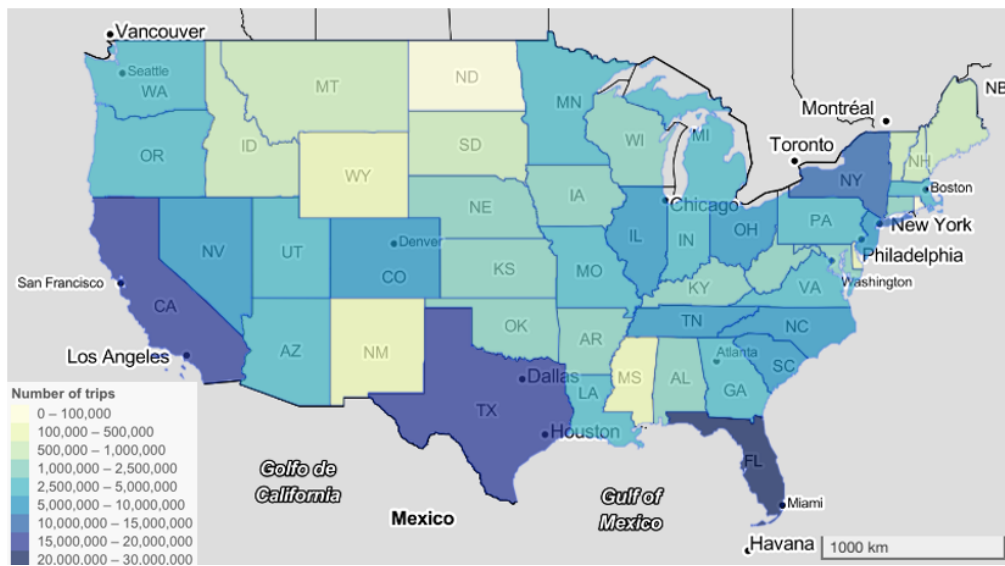 Vancouver
Seattle
WA
MT
ND
MN
NB
Montréal
OR
ID
SD
WI
MI
Toronto
NH
WY
NY
Boston
IA
Chicago
NE
New York
PA
NV
UT
Denver
IL
IN
OH
Philadelphia
CO
San Francisco
KS
MO
Washington
VA
KY
CA
TN
NC
OK
AR
Los Angeles
AZ
NM
Atlanta
SC
Dallas
MS
AL
GA
LA
TX
Houston
FL
Number of trips
0 – 100,000
100,000 – 500,000
500,000 – 1,000,000
1,000,000 – 2,500,000
2,500,000 – 5,000,000
5,000,000 – 10,000,000
10,000,000 – 15,000,000
15,000,000 – 20,000,000
20,000,000 – 30,000,000
Golfo de
California
Gulf of
Mexico
Miami
Mexico
Havana
1000 km